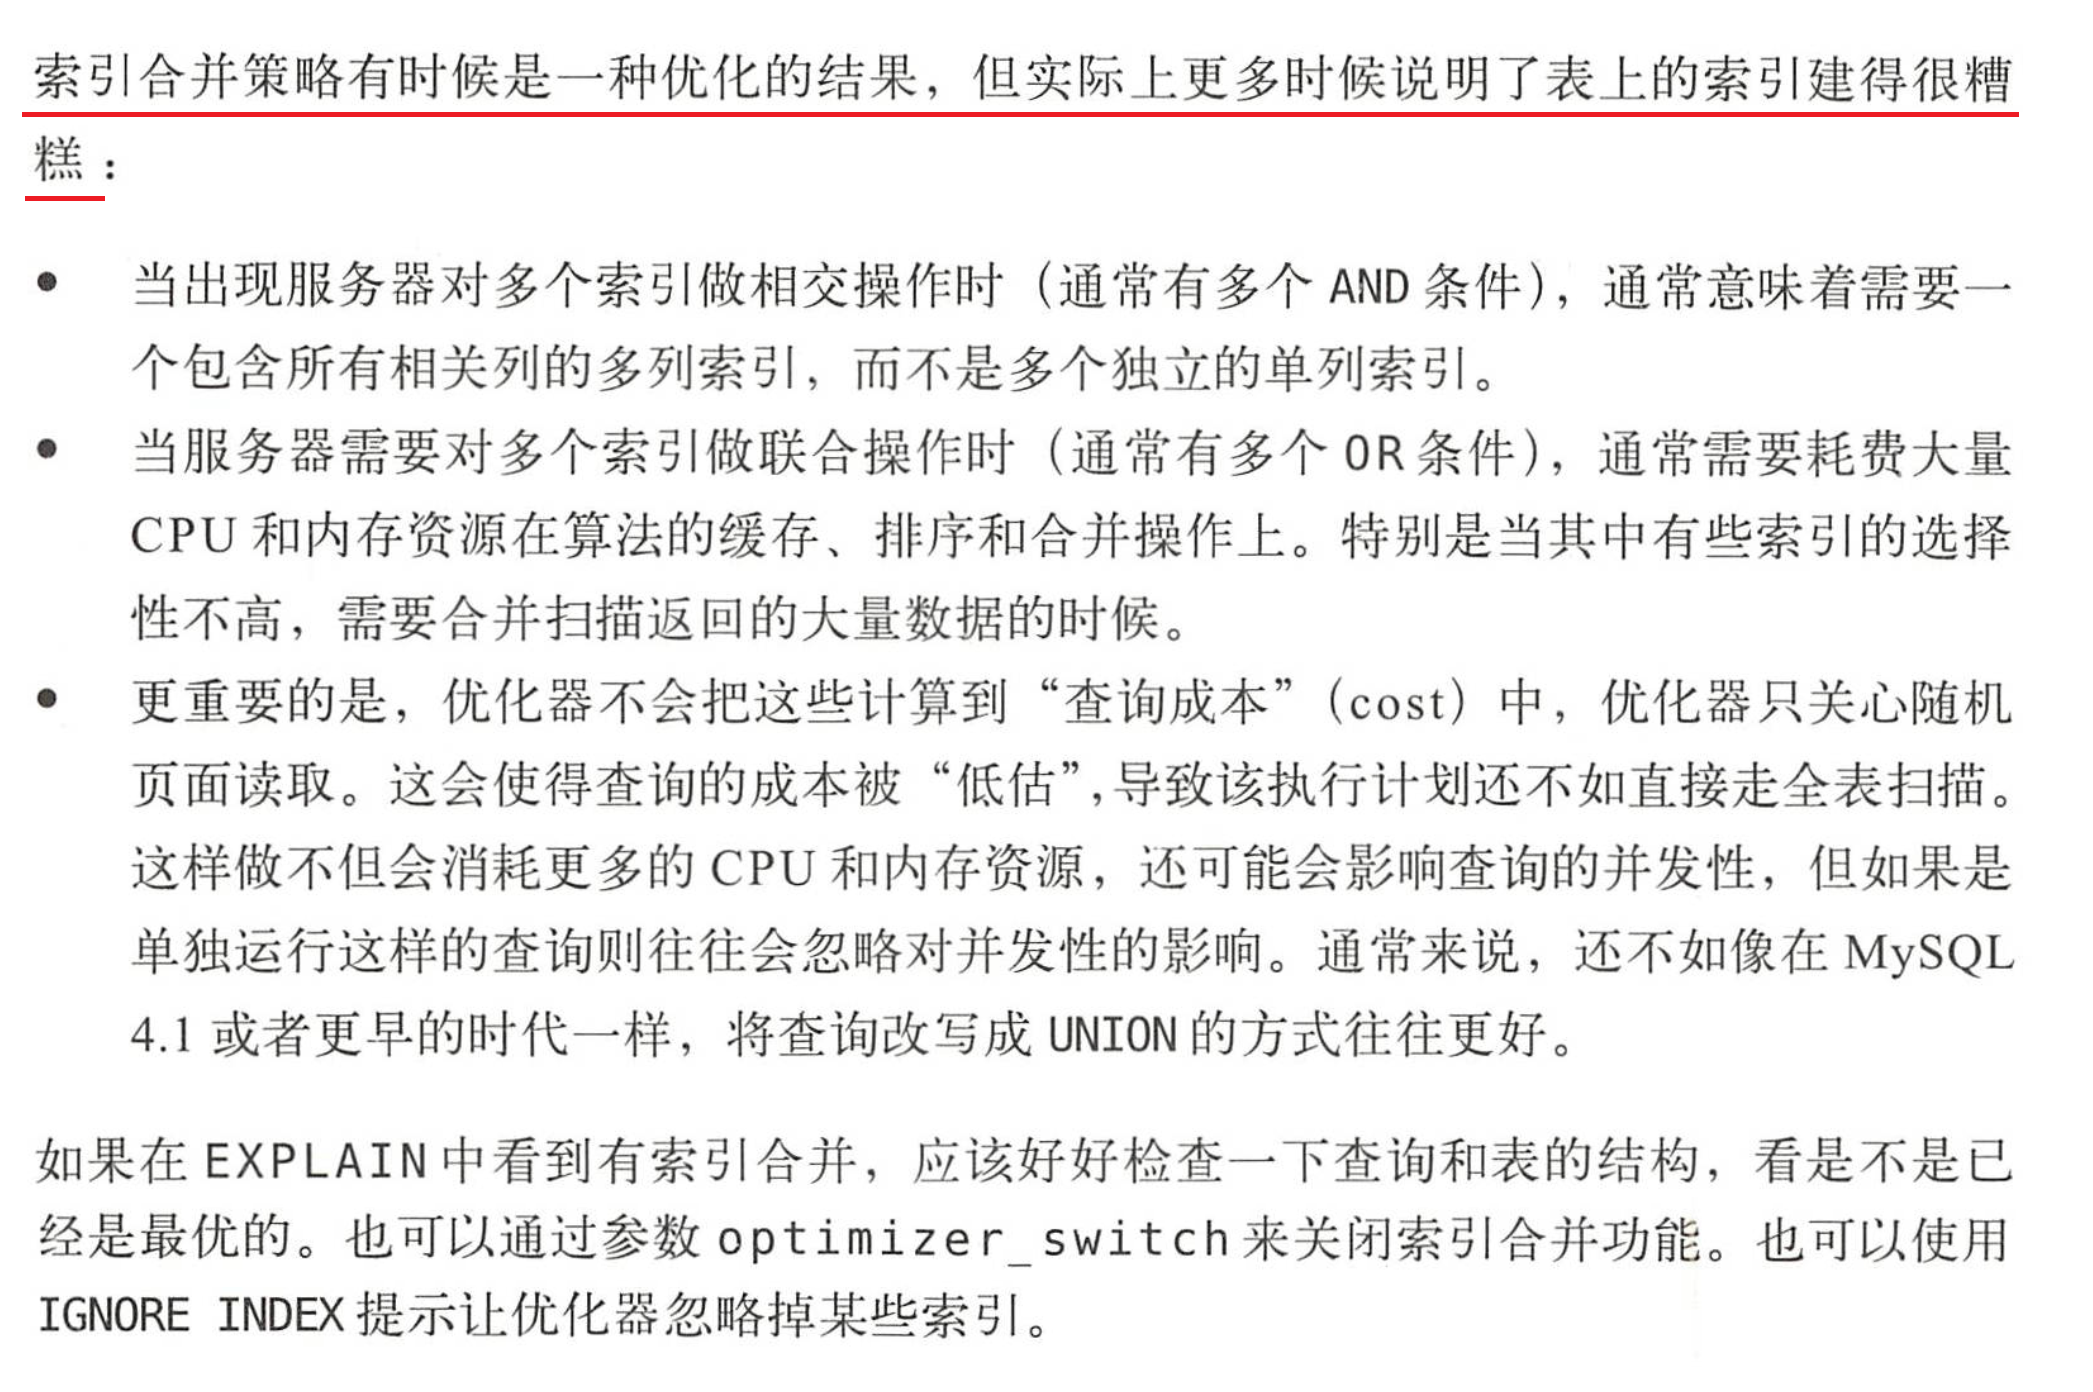 索引合并策略有时候是一种优化的结果，但实际上更多时候说明了表上的索引建得很糟
糕：
● 当出现服务器对多个索引做相交操作时（通常有多个 AND 条件），通常意味着需要一
个包含所有相关列的多列索引，而不是多个独立的单列索引。
● 当服务器需要对多个索引做联合操作时（通常有多个 OR 条件），通常需要耗费大量
CPU 和内存资源在算法的缓存、排序和合并操作上。特别是当其中有些索引的选择
性不高，需要合并扫描返回的大量数据的时候。
● 更重要的是，优化器不会把这些计算到“查询成本”（cost）中，优化器只关心随机
页面读取。这会使得查询的成本被“低估”，导致该执行计划还不如直接走全表扫描。
这样做不但会消耗更多的 CPU 和内存资源，还可能会影响查询的并发性，但如果是
单独运行这样的查询则往往会忽略对并发性的影响。通常来说，还不如像在 MySQL
4.1 或者更早的时代一样，将查询改写成 UNION 的方式往往更好。
如果在 EXPLAIN 中看到有索引合并，应该好好检查一下查询和表的结构，看是不是已
经是最优的。也可以通过参数 optimizer_switch 来关闭索引合并功能。也可以使用
IGNORE INDEX 提示让优化器忽略掉某些索引。